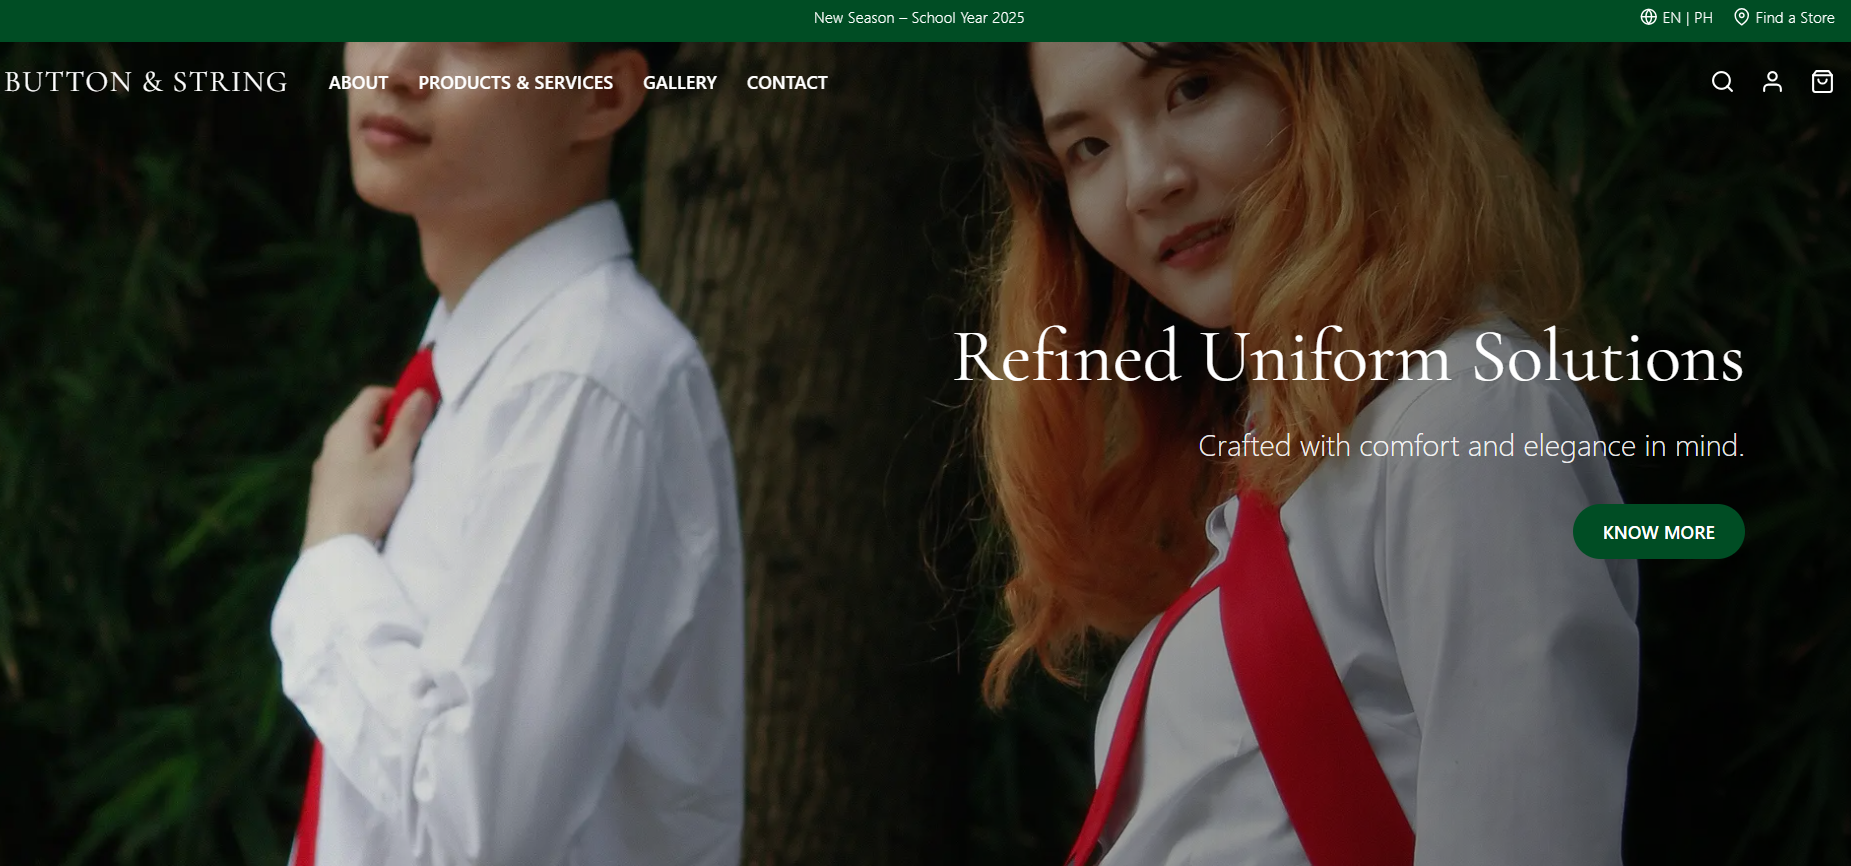 New Season – School Year 2025
EN | PH
Find a Store
BUTTON & STRING
ABOUT
PRODUCTS & SERVICES
GALLERY
CONTACT
Refined Uniform Solutions
Crafted with comfort and elegance in mind.
KNOW MORE